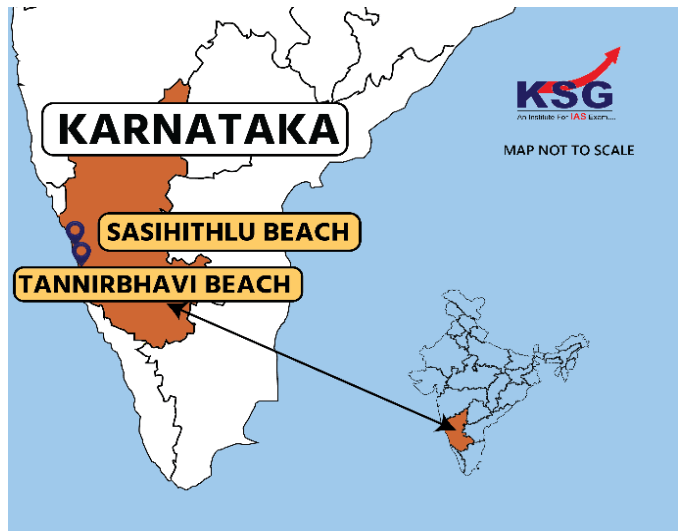 KARNATAKA
KSG
An Institute For IAS Exam....
MAP NOT TO SCALE
SASIHITHLU BEACH
TANNIRBHAVI BEACH